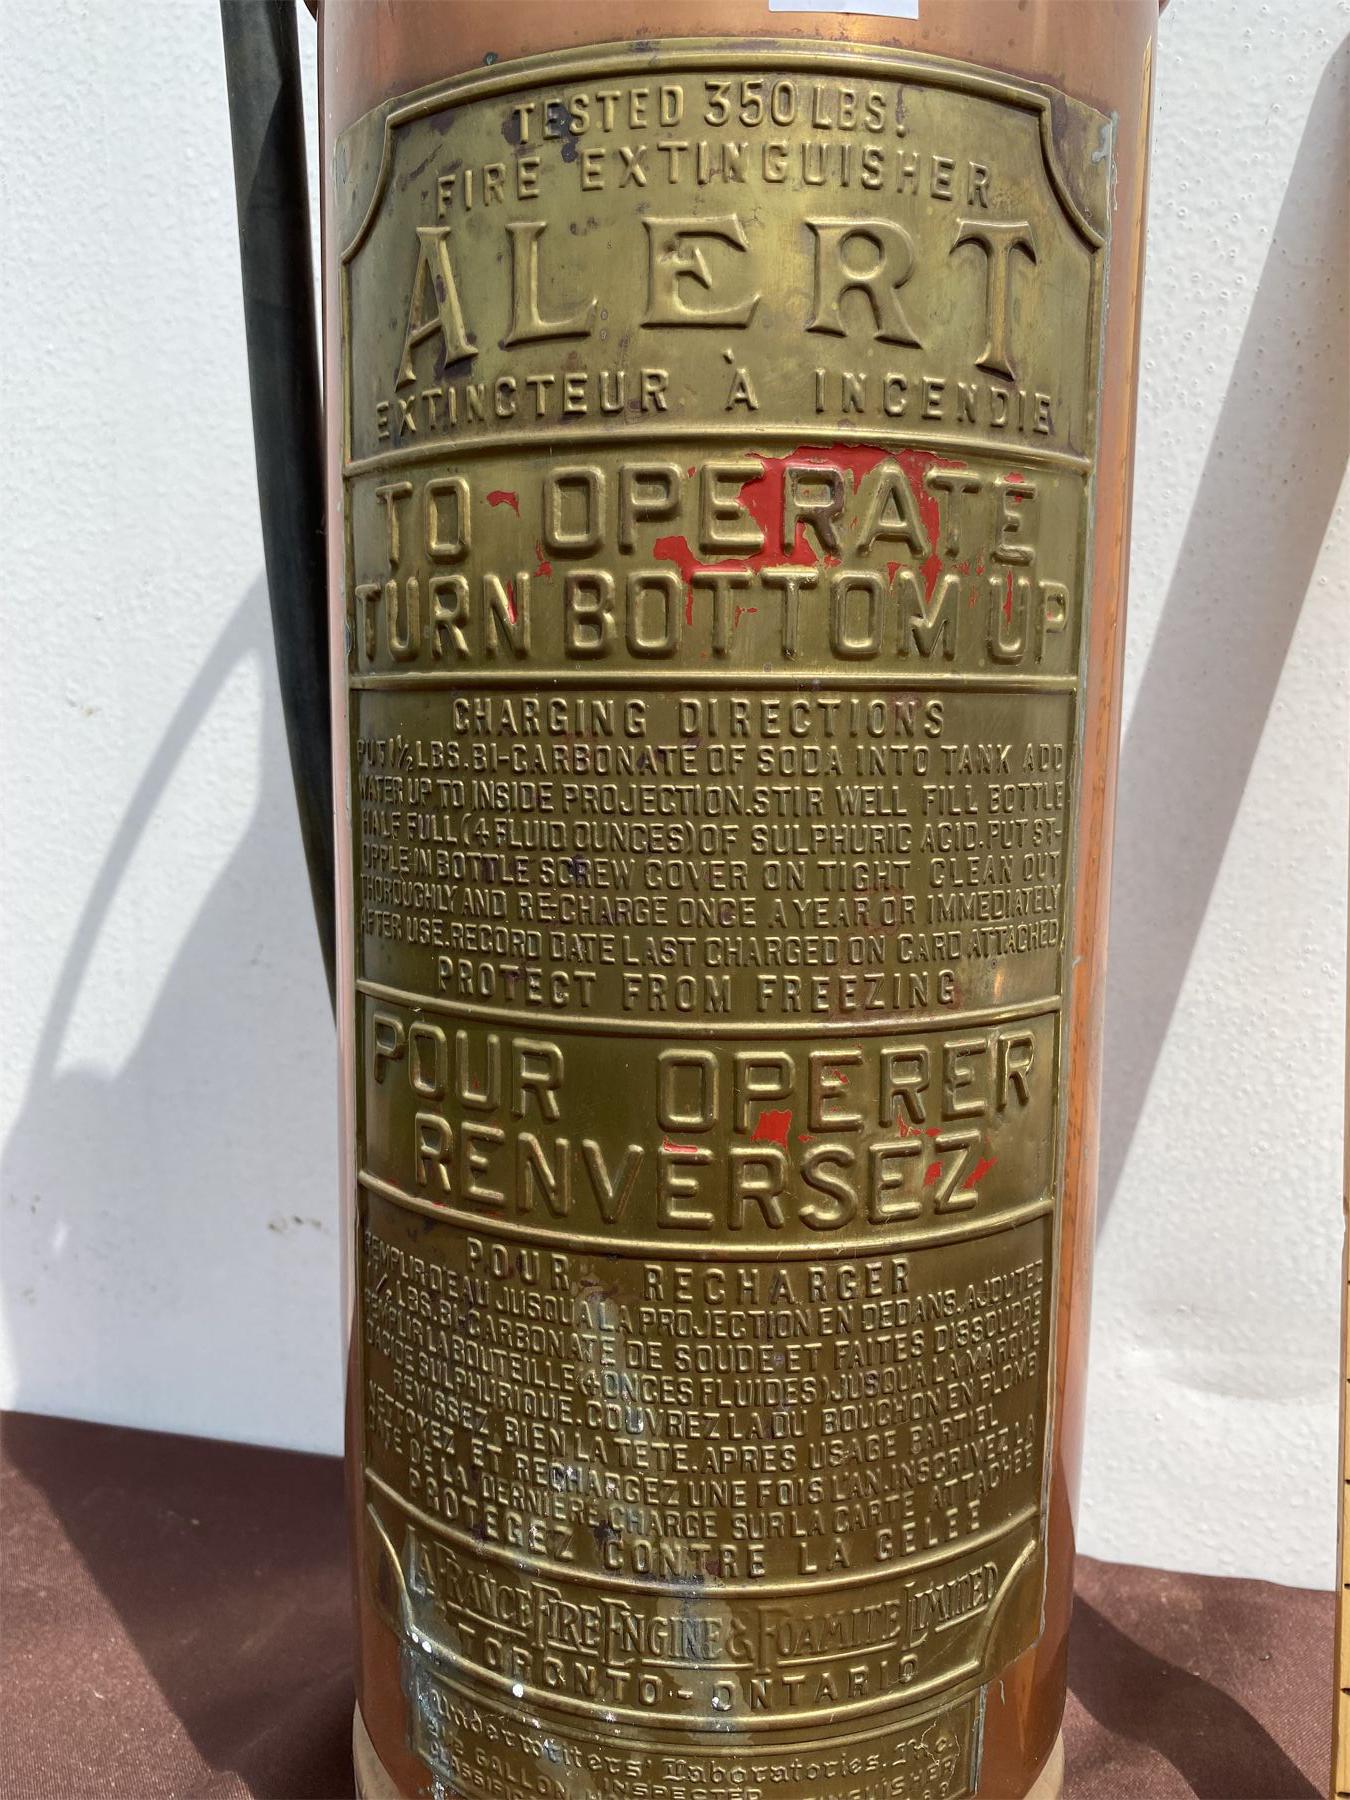 TESTED 350 LBS.
FIRE EXTINGUISHER
ALERT
EXTINCTEUR À INCENDIE
TO OPERATE
TURN BOTTOM UP
CHARGING DIRECTIONS
PUT 1½ LBS. BI-CARBONATE OF SODA INTO TANK ADD
WATER UP TO INSIDE PROJECTION. STIR WELL FILL BOTTLE
HALF FULL (4 FLUID OUNCES) OF SULPHURIC ACID. PUT ST-
OPPLE IN BOTTLE SCREW COVER ON TIGHT CLEAN OUT
THOROUGHLY AND RE-CHARGE ONCE A YEAR OR IMMEDIATELY
AFTER USE. RECORD DATE LAST CHARGED ON CARD ATTACHED
PROTECT FROM FREEZING
POUR OPERER
RENVERSEZ
POUR RECHARGER
REMPLIR D'EAU JUSQU'A LA PROJECTION EN DEDANS. AJOUTEZ
1½ LBS. BI-CARBONATE DE SOUDE ET FAITES DISSOUDRE
REMPLIR LA BOUTEILLE (4 ONCES FLUIDES) JUSQU'A LA MARQUE
D'ACIDE SULPHURIQUE. COUVREZ LA DU BOUCHON EN PLOMB
REVISSEZ BIEN LA TETE. APRES USAGE PARTIEL
NETTOYEZ ET RECHARGEZ UNE FOIS L'AN. INSCRIVEZ LA
DATE DE LA DERNIERE CHARGE SUR LA CARTE ATTACHEE
PROTEGEZ CONTRE LA GELEE
LAFRANCE FIRE ENGINE & FOAMITE LIMITED
TORONTO - ONTARIO
Underwriters' Laboratories, Inc.
2½ GALLON INSPECTED